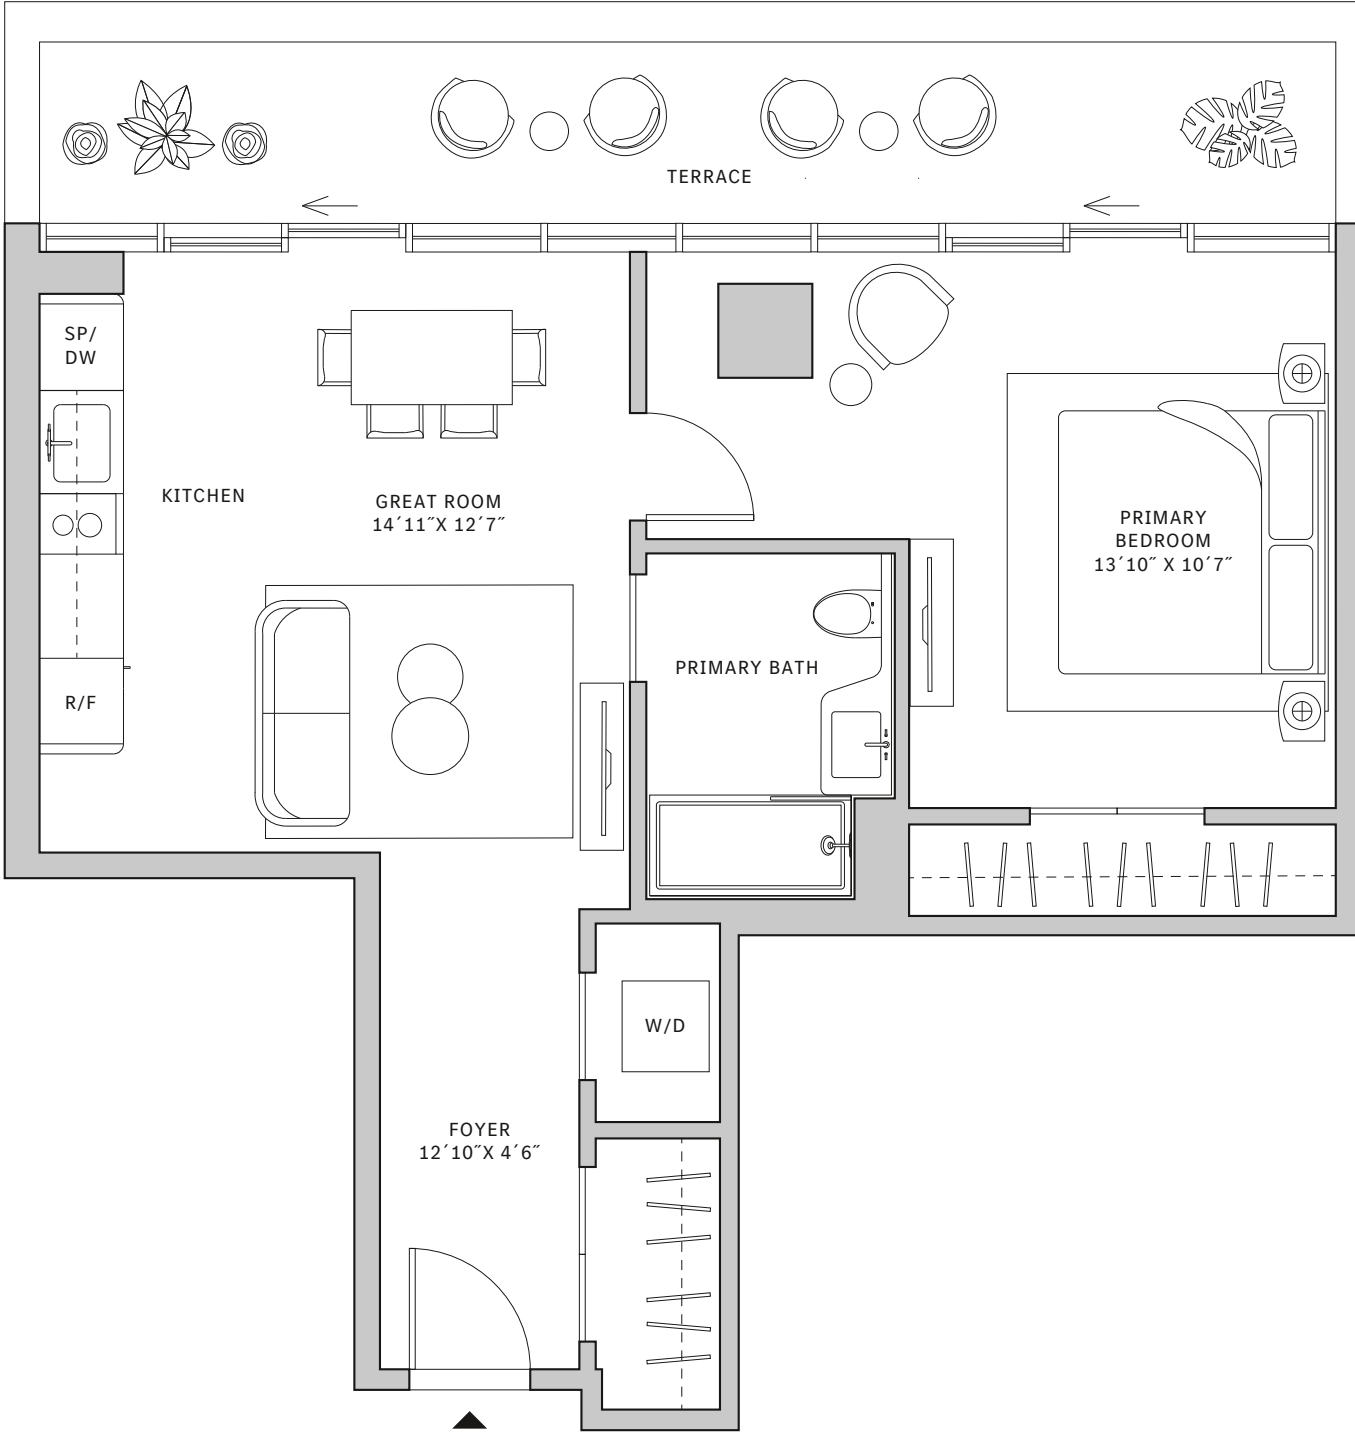 TERRACE
SP/
DW
KITCHEN
GREAT ROOM
14´11˝X 12´7˝
PRIMARY
BEDROOM
13´10˝ X 10´7˝
PRIMARY BATH
R/F
W/D
FOYER
12´10˝X 4´6˝